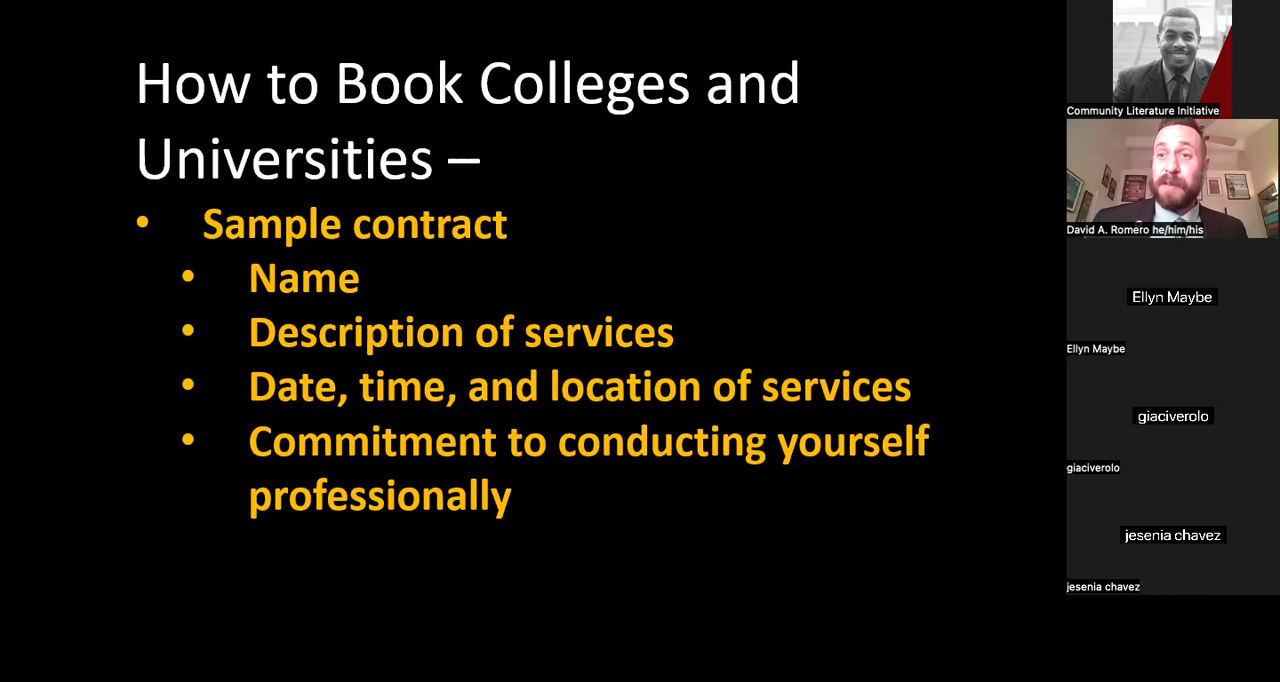 How to Book Colleges and
Universities –
• Sample contract
• Name
• Description of services
• Date, time, and location of services
• Commitment to conducting yourself
professionally
Community Literature Initiative
David A. Romero he/him/his
Ellyn Maybe
Ellyn Maybe
giaciverolo
giaciverolo
jesenia chavez
jesenia chavez